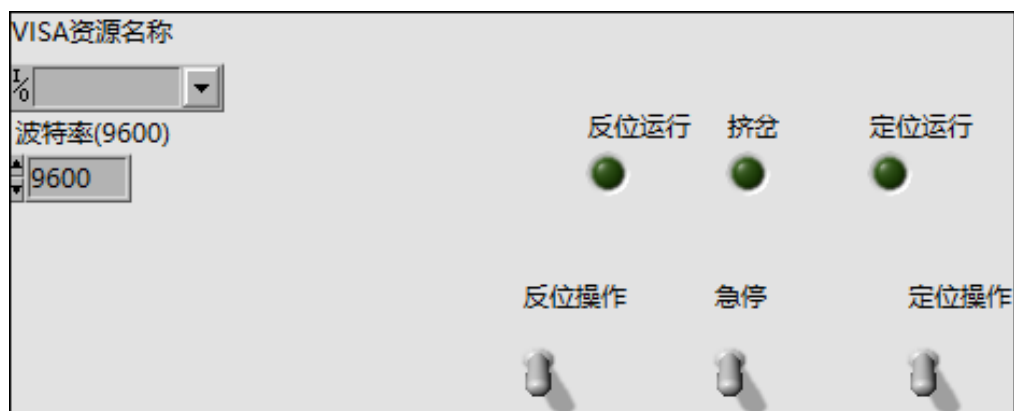 VISA资源名称
I/O
波特率(9600)
9600
反位运行 挤岔 定位运行
反位操作 急停 定位操作